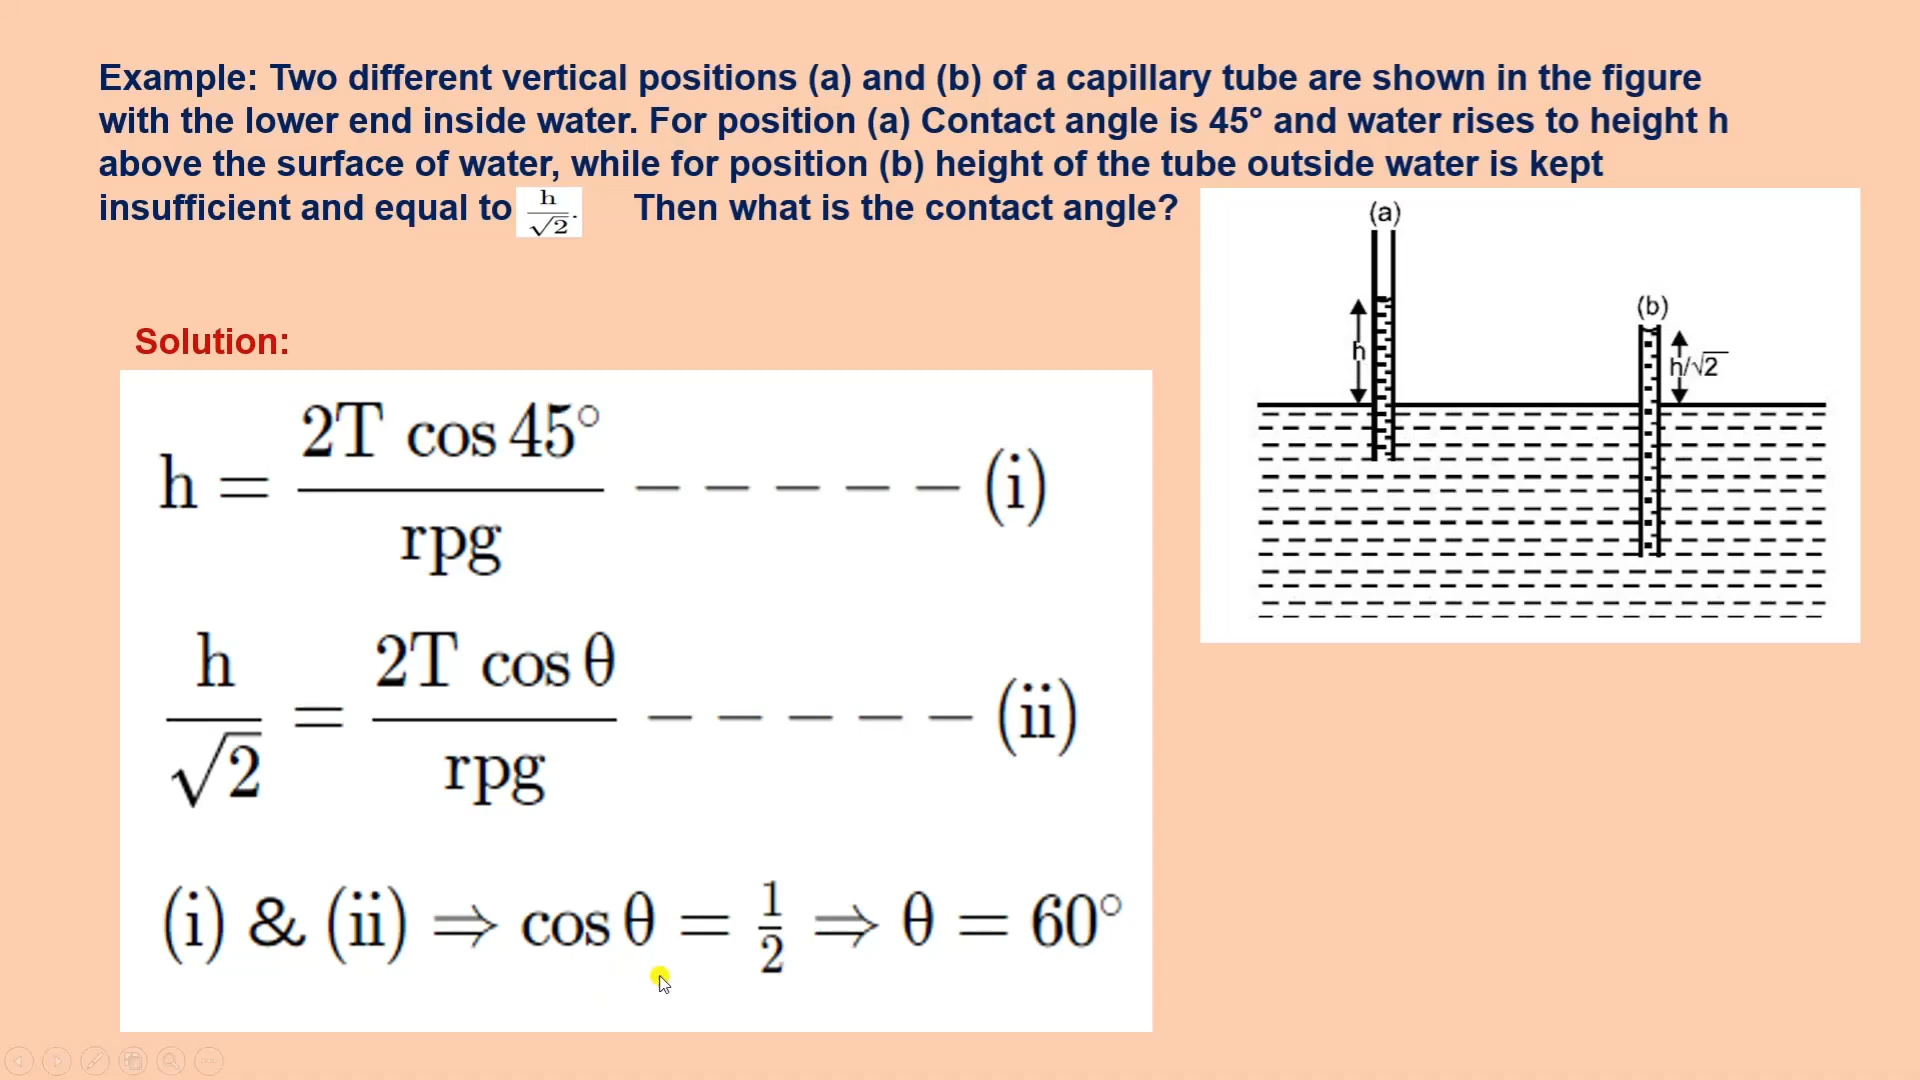 Example: Two different vertical positions (a) and (b) of a capillary tube are shown in the figure
with the lower end inside water. For position (a) Contact angle is 45° and water rises to height h
above the surface of water, while for position (b) height of the tube outside water is kept
insufficient and equal to h/√2. Then what is the contact angle?
(a)
(b)
h
h/√2
Solution:
h = 2T cos 45° / rpg - - - - - (i)
h/√2 = 2T cos θ / rpg - - - - - (ii)
(i) & (ii) ⇒ cos θ = 1/2 ⇒ θ = 60°